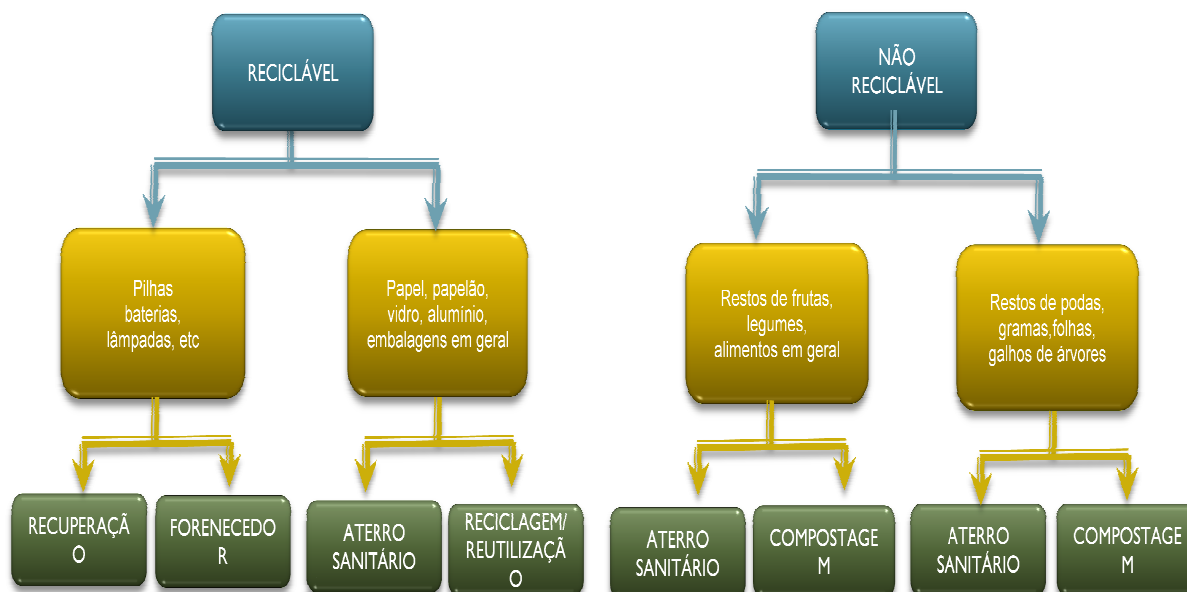 RECICLÁVEL
NÃO
RECICLÁVEL
Pilhas
baterias,
lâmpadas, etc
Papel, papelão,
vidro, alumínio,
embalagens em geral
Restos de frutas,
legumes,
alimentos em geral
Restos de podas,
gramas,folhas,
galhos de árvores
RECUPERAÇÃ
O
FORENECEDO
R
ATERRO
SANITÁRIO
RECICLAGEM/
REUTILIZAÇÃ
O
ATERRO
SANITÁRIO
COMPOSTAGE
M
ATERRO
SANITÁRIO
COMPOSTAGE
M